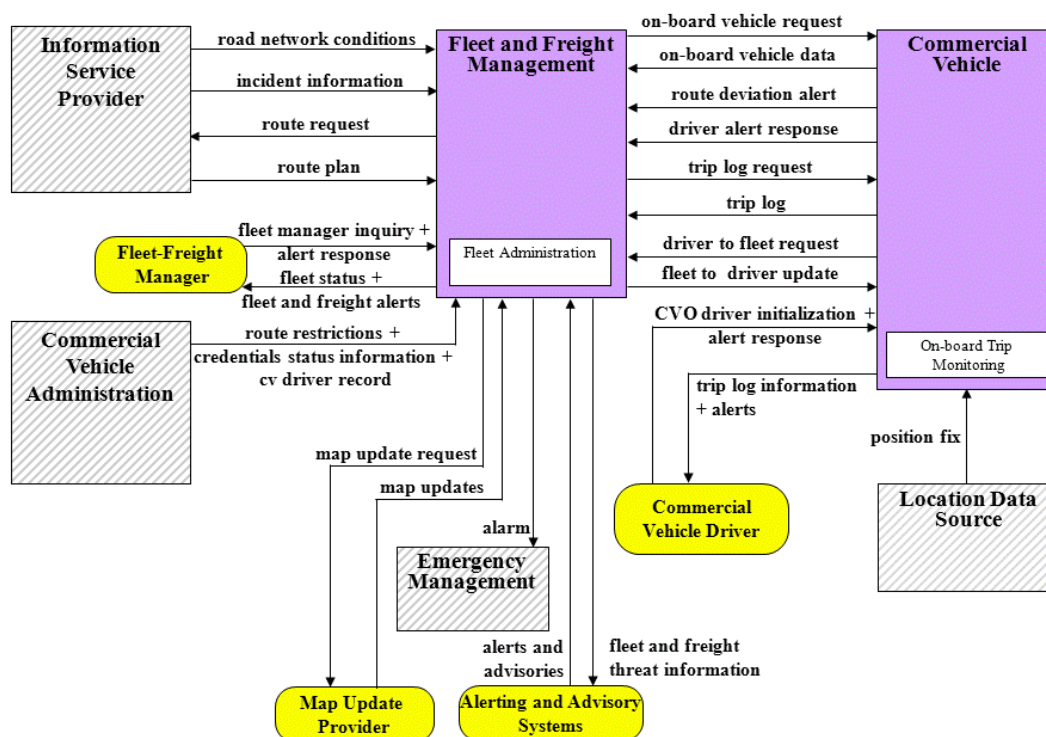 Information
Service
Provider
road network conditions
incident information
route request
route plan
Fleet and Freight
Management
Fleet Administration
on-board vehicle request
on-board vehicle data
route deviation alert
driver alert response
trip log request
trip log
driver to fleet request
fleet to driver update
Commercial
Vehicle
On-board Trip
Monitoring
Fleet-Freight
Manager
fleet manager inquiry +
alert response
fleet status +
fleet and freight alerts
Commercial
Vehicle
Administration
route restrictions +
credentials status information +
cv driver record
CVO driver initialization +
alert response
trip log information
+ alerts
position fix
Commercial
Vehicle Driver
Location Data
Source
map update request
map updates
alarm
Emergency
Management
alerts and
advisories
fleet and freight
threat information
Map Update
Provider
Alerting and Advisory
Systems